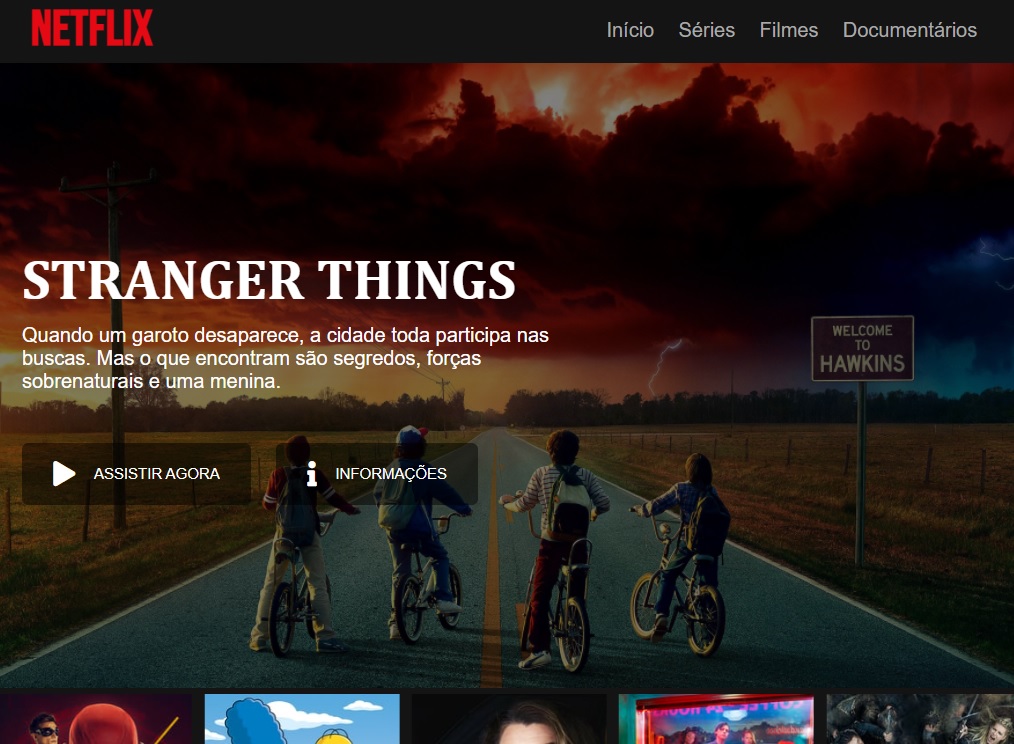 NETFLIX
Início Séries Filmes Documentários
STRANGER THINGS
Quando um garoto desaparece, a cidade toda participa nas
buscas. Mas o que encontram são segredos, forças
sobrenaturais e uma menina.
WELCOME
TO
HAWKINS
ASSISTIR AGORA
INFORMAÇÕES